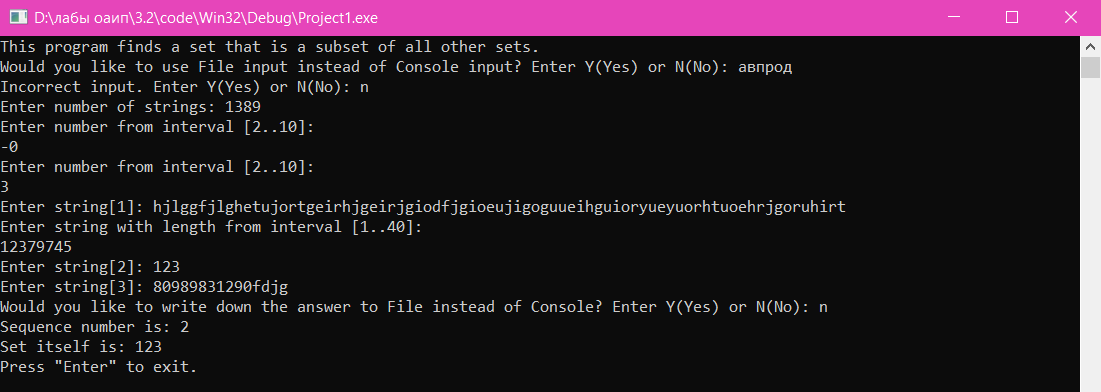 D:\лабы оаип\3.2\code\Win32\Debug\Project1.exe
This program finds a set that is a subset of all other sets.
Would you like to use File input instead of Console input? Enter Y(Yes) or N(No): авпрод
Incorrect input. Enter Y(Yes) or N(No): n
Enter number of strings: 1389
Enter number from interval [2..10]:
-0
Enter number from interval [2..10]:
3
Enter string[1]: hjlggfjlghetujortgeirhjgeirjgiodfjgioeujigoguueihguioryueyuorhtuoehrjgoruhirt
Enter string with length from interval [1..40]:
12379745
Enter string[2]: 123
Enter string[3]: 80989831290fdjg
Would you like to write down the answer to File instead of Console? Enter Y(Yes) or N(No): n
Sequence number is: 2
Set itself is: 123
Press "Enter" to exit.